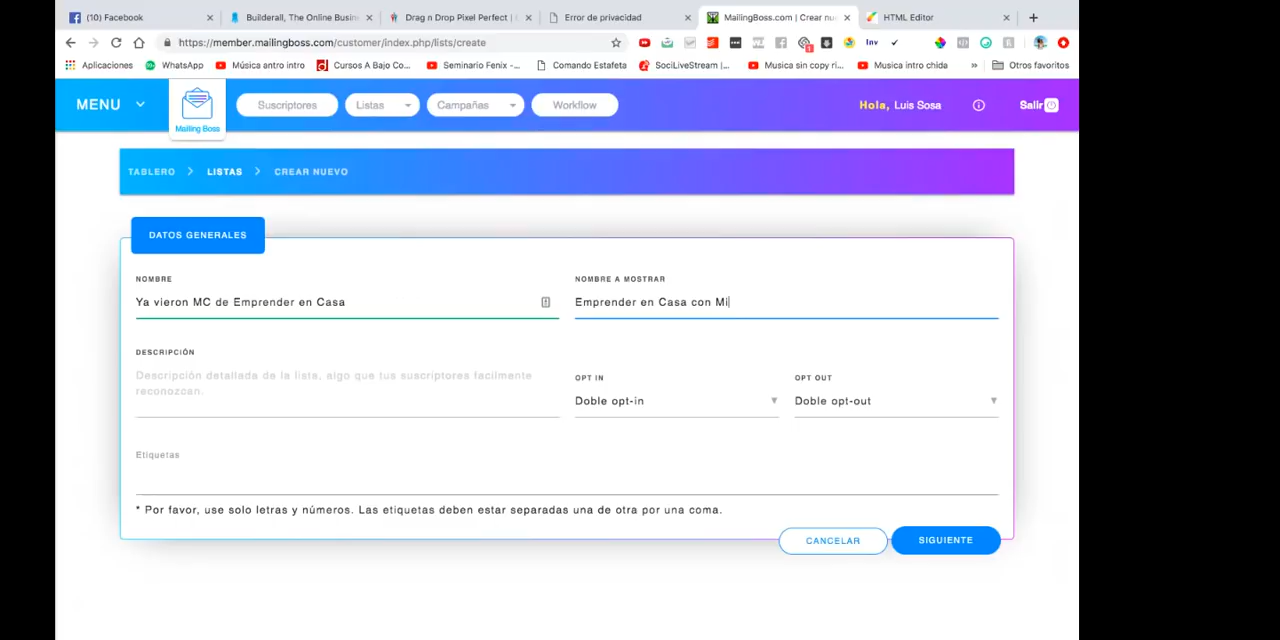 (10) Facebook
Builderall, The Online Busin
Drag n Drop Pixel Perfect |
Error de privacidad
MailingBoss.com | Crear nu
HTML Editor
https://member.mailingboss.com/customer/index.php/lists/create
Inv
Aplicaciones
WhatsApp
Música antro intro
Cursos A Bajo Co...
Seminario Fenix -...
Comando Estafeta
SociLiveStream |...
Musica sin copy ri...
Musica intro chida
»
Otros favoritos
MENU
Mailing Boss
Suscriptores
Listas
Campañas
Workflow
Hola, Luis Sosa
Salir
TABLERO > LISTAS > CREAR NUEVO
DATOS GENERALES
NOMBRE
Ya vieron MC de Emprender en Casa
NOMBRE A MOSTRAR
Emprender en Casa con Mi
DESCRIPCIÓN
Descripción detallada de la lista, algo que tus suscriptores facilmente
reconozcan.
OPT IN
Doble opt-in
OPT OUT
Doble opt-out
Etiquetas
* Por favor, use solo letras y números. Las etiquetas deben estar separadas una de otra por una coma.
CANCELAR
SIGUIENTE